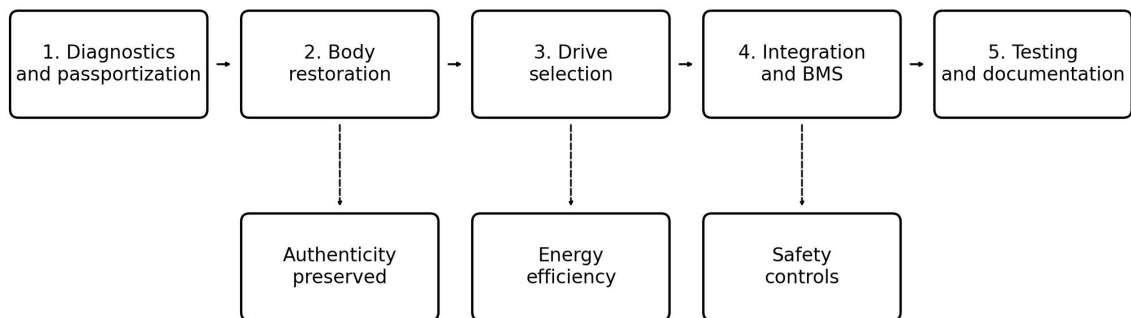 1. Diagnostics
and passportization
2. Body
restoration
3. Drive
selection
4. Integration
and BMS
5. Testing
and documentation
Authenticity
preserved
Energy
efficiency
Safety
controls